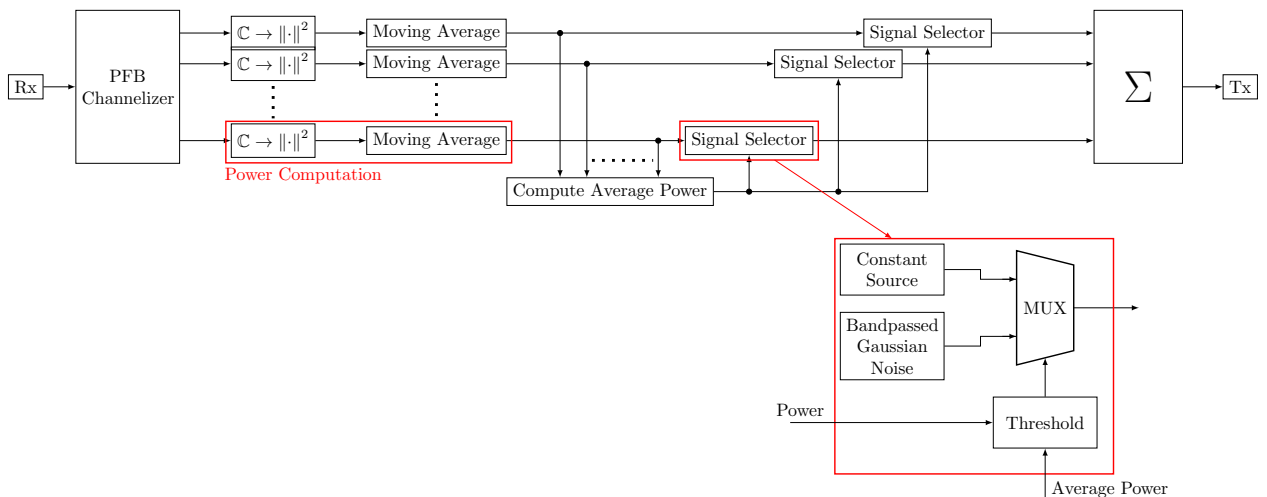 Rx
PFB
Channelizer
ℂ → ‖·‖²
Moving Average
Signal Selector
ℂ → ‖·‖²
Moving Average
Signal Selector
ℂ → ‖·‖²
Moving Average
Signal Selector
Power Computation
Compute Average Power
∑
Tx
Constant
Source
Bandpassed
Gaussian
Noise
MUX
Power
Threshold
Average Power